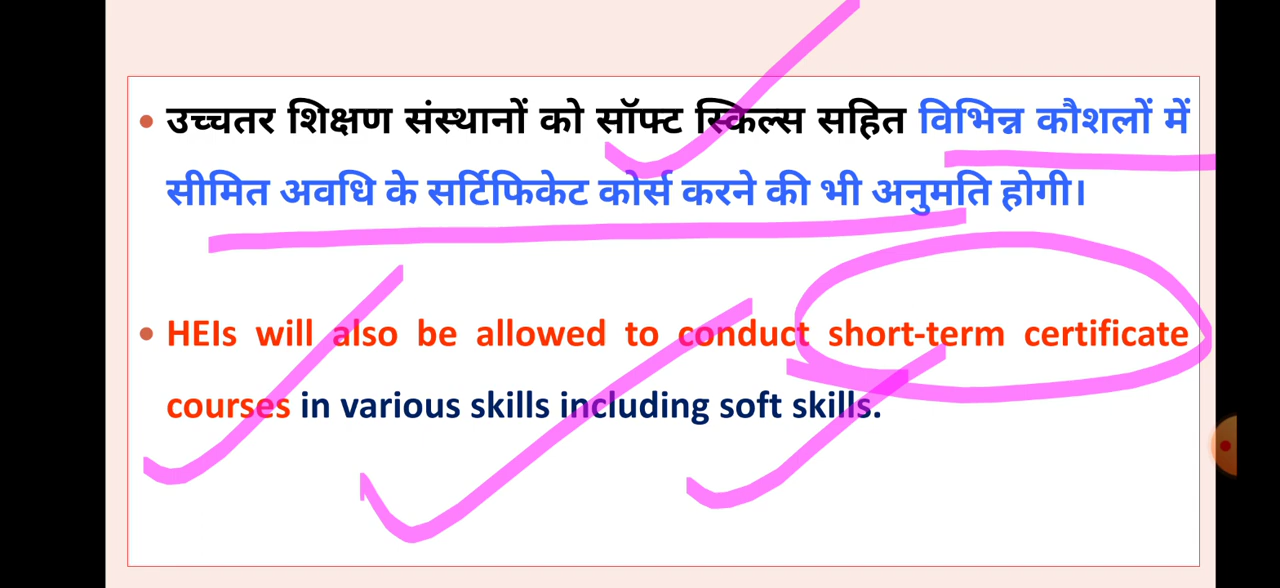 • उच्चतर शिक्षण संस्थानों को सॉफ्ट स्किल्स सहित विभिन्न कौशलों में
सीमित अवधि के सर्टिफिकेट कोर्स करने की भी अनुमति होगी।
• HEIs will also be allowed to conduct short-term certificate
courses in various skills including soft skills.